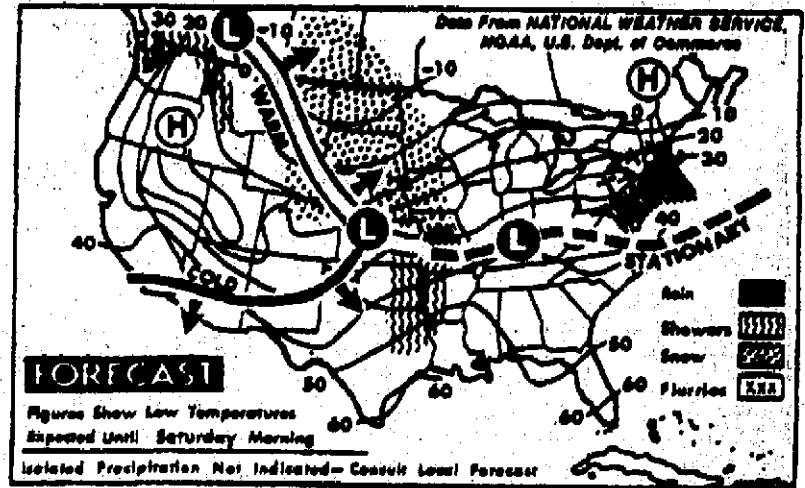 Data From NATIONAL WEATHER SERVICE,
NOAA, U.S. Dept. of Commerce
30 20
L
-10
0
WARM
-10
H
H
0
10
20
30
40
L
L
STATIONARY
40
COLD
Rain
Showers
Snow
Flurries
50
50
60
60
60
60
FORECAST
Figures Show Low Temperatures
Expected Until Saturday Morning
Isolated Precipitation Not Indicated - Consult Local Forecast